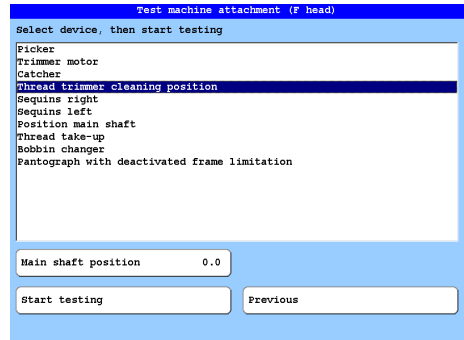 Test machine attachment (F head)
Select device, then start testing
Picker
Trimmer motor
Catcher
Thread trimmer cleaning position
Sequins right
Sequins left
Position main shaft
Thread take-up
Bobbin changer
Pantograph with deactivated frame limitation
Main shaft position 0.0
Start testing Previous